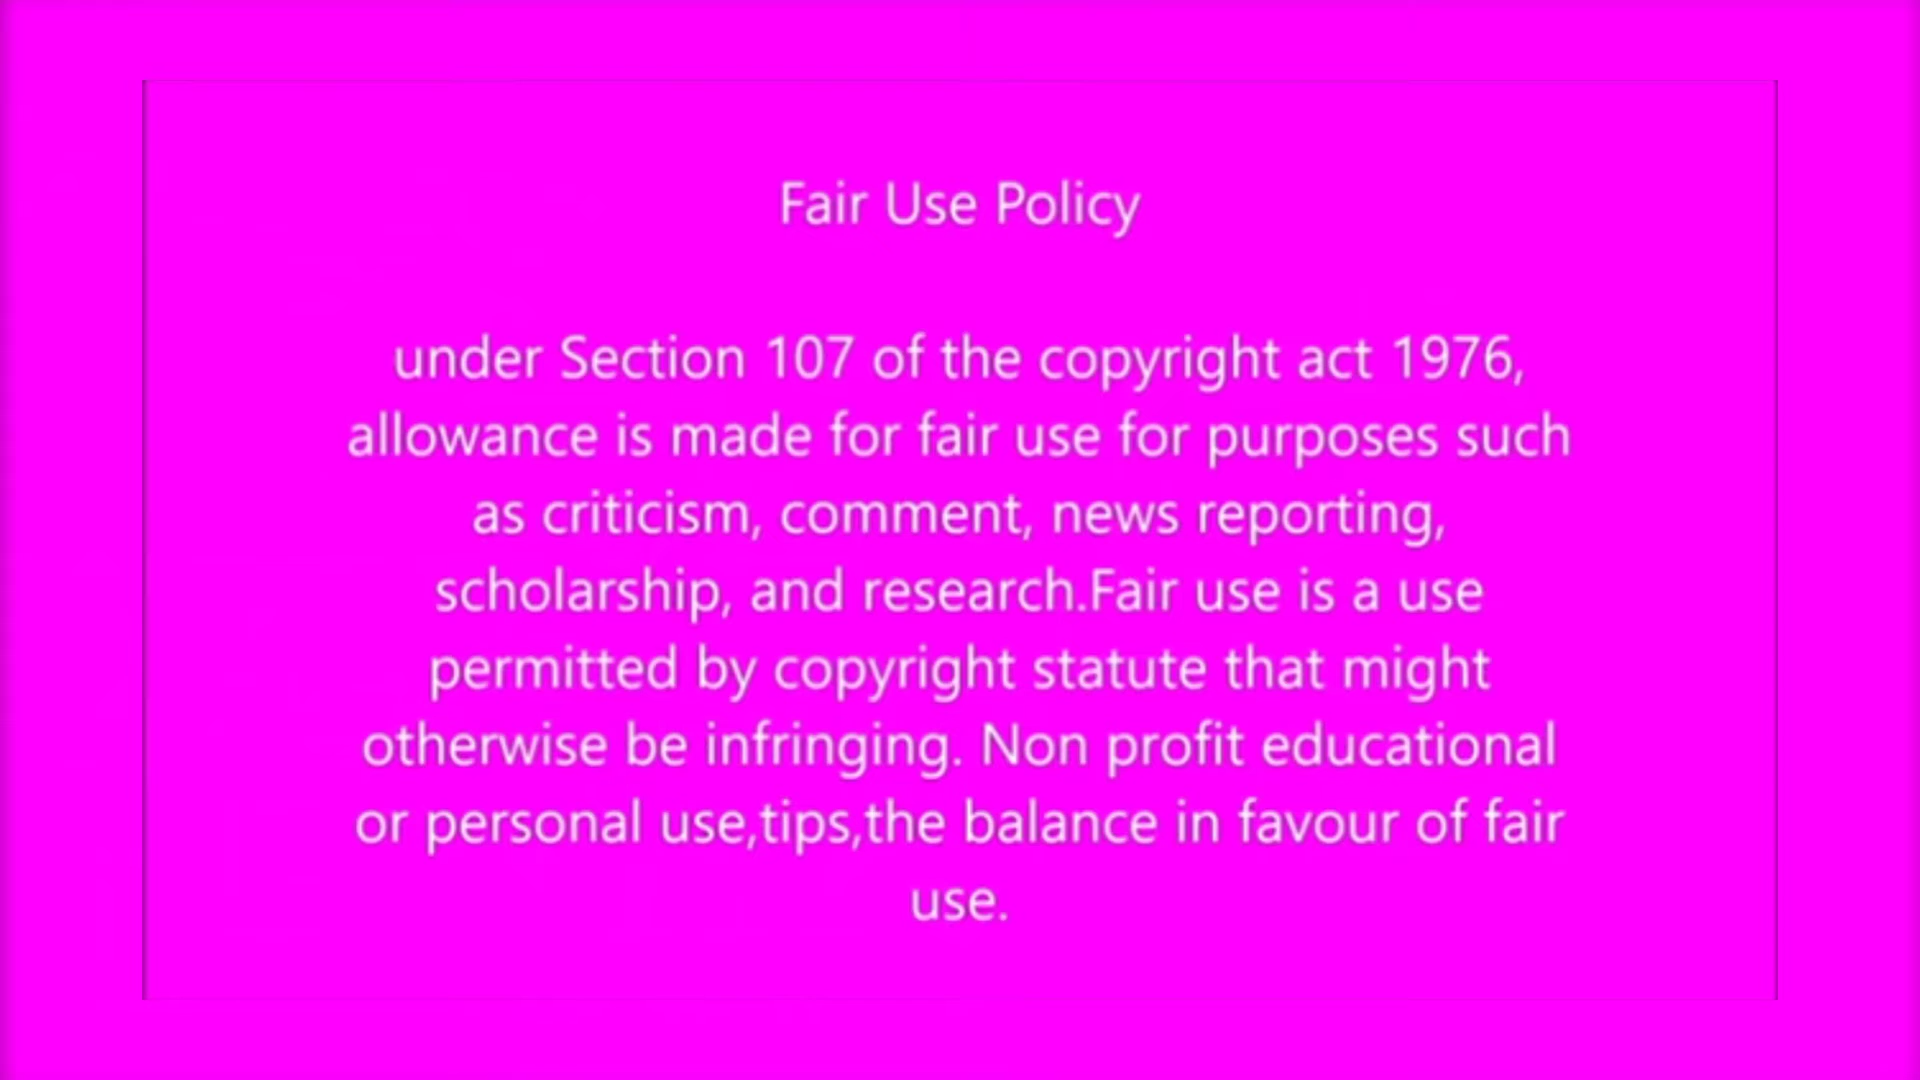 Fair Use Policy
under Section 107 of the copyright act 1976,
allowance is made for fair use for purposes such
as criticism, comment, news reporting,
scholarship, and research.Fair use is a use
permitted by copyright statute that might
otherwise be infringing. Non profit educational
or personal use,tips,the balance in favour of fair
use.